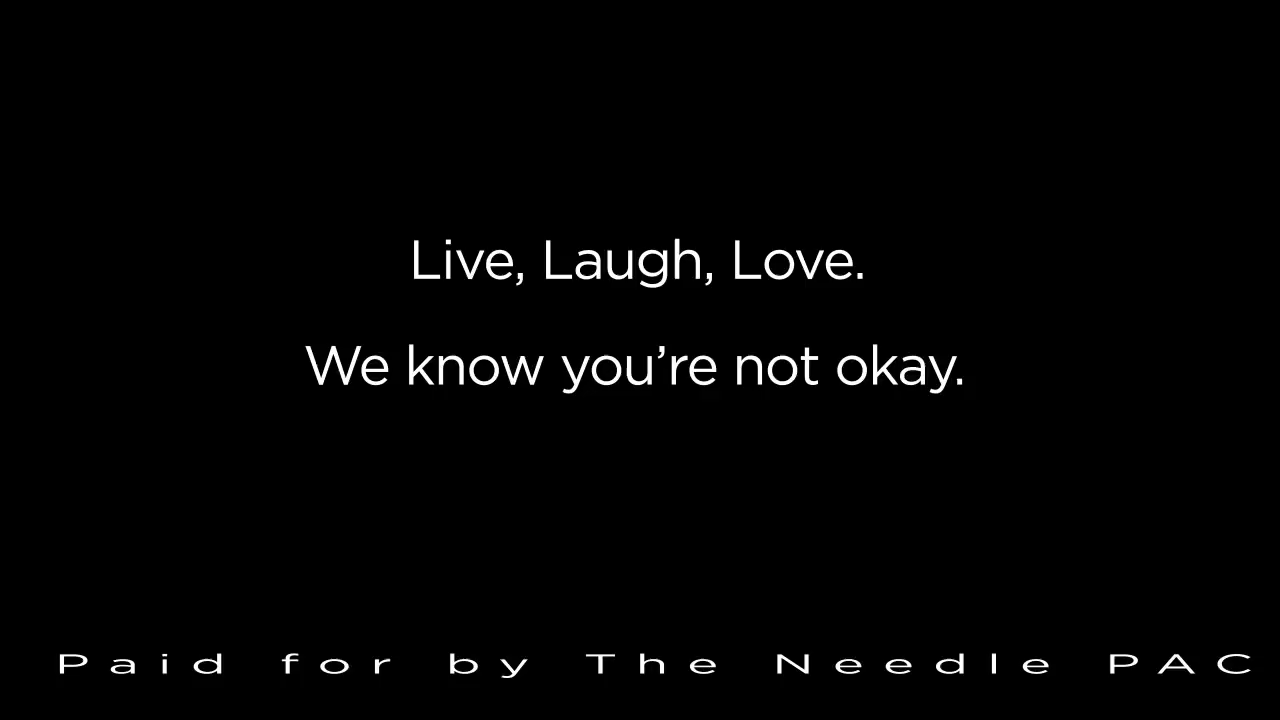 Live, Laugh, Love.
We know you’re not okay.
Paid for by The Needle PAC